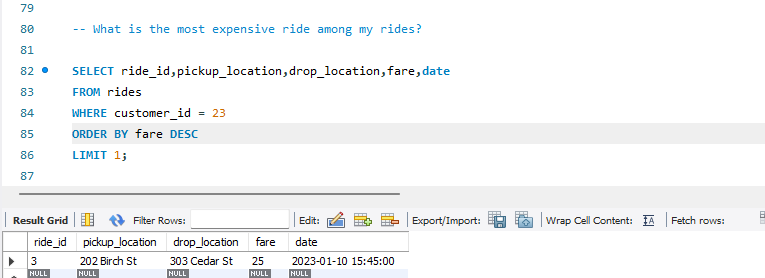 79
80 -- What is the most expensive ride among my rides?
81
82 SELECT ride_id,pickup_location,drop_location,fare,date
83 FROM rides
84 WHERE customer_id = 23
85 ORDER BY fare DESC
86 LIMIT 1;
87
Result Grid Filter Rows: Edit: Export/Import: Wrap Cell Content: IA Fetch rows:
ride_id pickup_location drop_location fare date
3 202 Birch St 303 Cedar St 25 2023-01-10 15:45:00
NULL NULL NULL NULL NULL